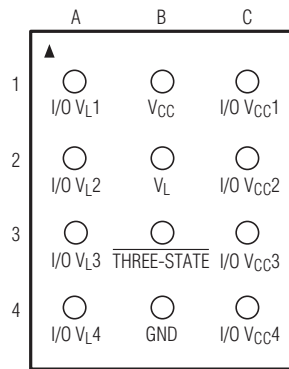 A B C
1
I/O VL1 VCC I/O VCC1
2
I/O VL2 VL I/O VCC2
3
I/O VL3 THREE-STATE I/O VCC3
4
I/O VL4 GND I/O VCC4